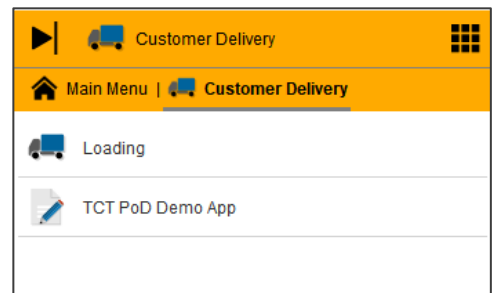 Customer Delivery
Main Menu | Customer Delivery
Loading
TCT PoD Demo App